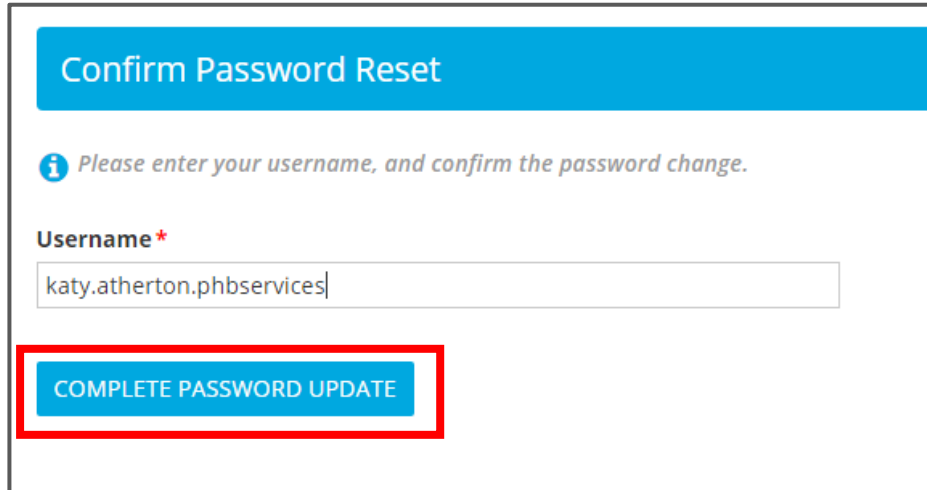 Confirm Password Reset
Please enter your username, and confirm the password change.
Username*
katy.atherton.phbservices
COMPLETE PASSWORD UPDATE